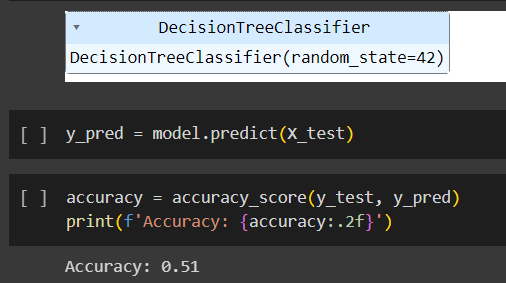 ▾ DecisionTreeClassifier
DecisionTreeClassifier(random_state=42)
[ ] y_pred = model.predict(X_test)
[ ] accuracy = accuracy_score(y_test, y_pred)
print(f'Accuracy: {accuracy:.2f}')
Accuracy: 0.51